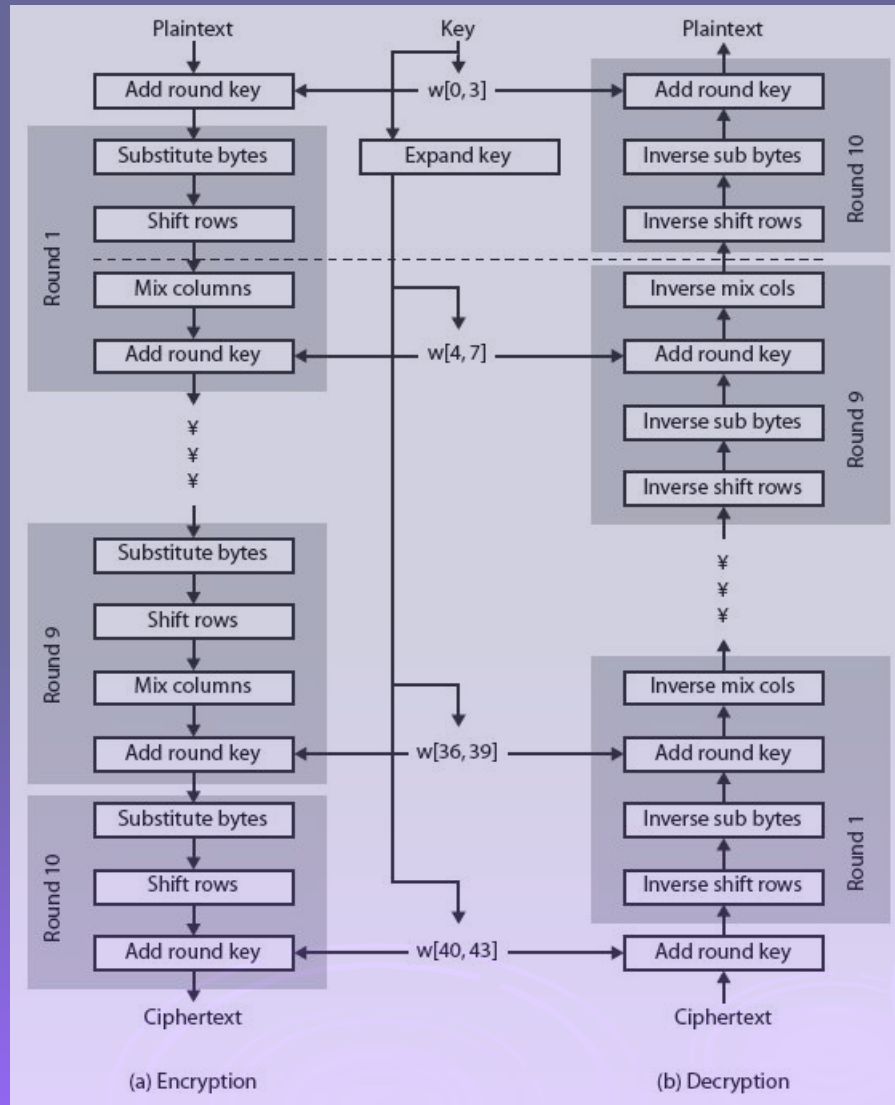 Plaintext
Add round key
Round 1
Substitute bytes
Shift rows
Mix columns
Add round key
¥
¥
¥
Round 9
Substitute bytes
Shift rows
Mix columns
Add round key
Round 10
Substitute bytes
Shift rows
Add round key
Ciphertext
(a) Encryption
Key
w[0, 3]
Expand key
w[4, 7]
w[36, 39]
w[40, 43]
Plaintext
Add round key
Inverse sub bytes
Inverse shift rows
Round 10
Inverse mix cols
Add round key
Inverse sub bytes
Inverse shift rows
Round 9
¥
¥
¥
Inverse mix cols
Add round key
Inverse sub bytes
Inverse shift rows
Round 1
Add round key
Ciphertext
(b) Decryption